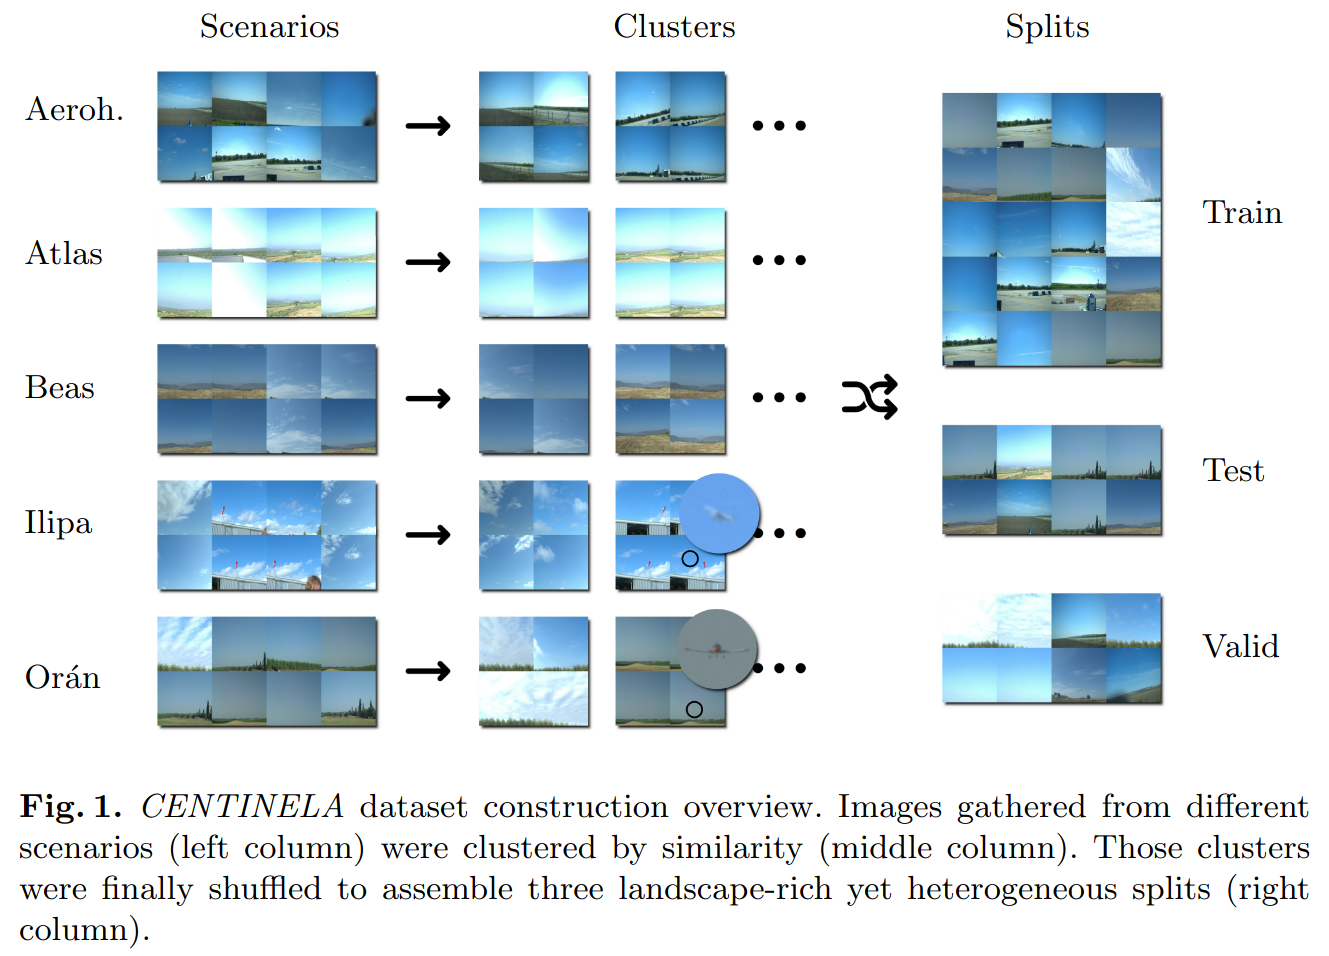 Scenarios Clusters Splits
Aeroh.
Train
Atlas
Beas
Test
Ilipa
Valid
Orán
Fig. 1. CENTINELA dataset construction overview. Images gathered from different
scenarios (left column) were clustered by similarity (middle column). Those clusters
were finally shuffled to assemble three landscape-rich yet heterogeneous splits (right
column).